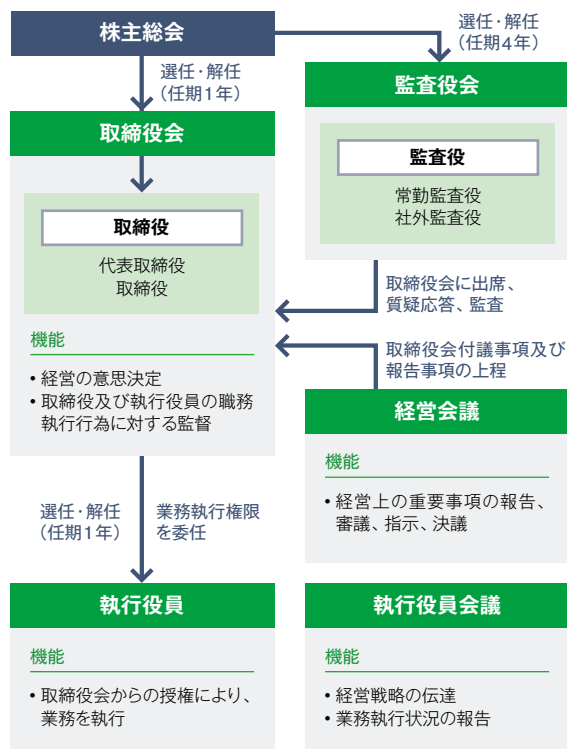 株主総会
選任・解任
（任期4年）
選任・解任
（任期1年）
監査役会
監査役
常勤監査役
社外監査役
取締役会
取締役
代表取締役
取締役
機能
• 経営の意思決定
• 取締役及び執行役員の職務
執行行為に対する監督
取締役会に出席、
質疑応答、監査
取締役会付議事項及び
報告事項の上程
経営会議
機能
• 経営上の重要事項の報告、
審議、指示、決議
選任・解任
（任期1年）
業務執行権限
を委任
執行役員
機能
• 取締役会からの授権により、
業務を執行
執行役員会議
機能
• 経営戦略の伝達
• 業務執行状況の報告